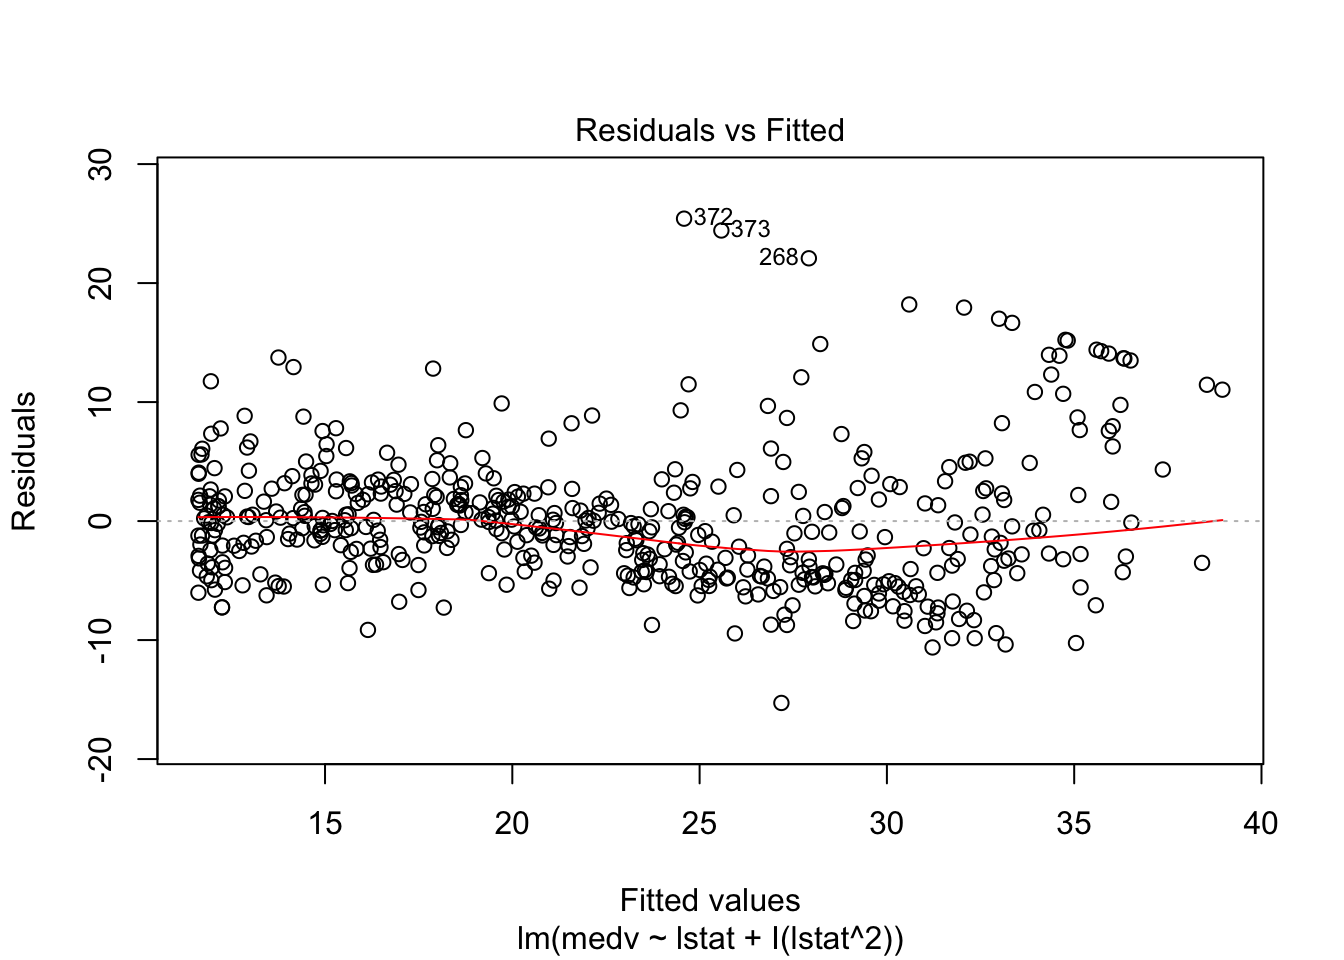 Residuals vs Fitted
Residuals
30
20
10
0
-10
-20
372
373
268
15 20 25 30 35 40
Fitted values
lm(medv ~ lstat + I(lstat^2))